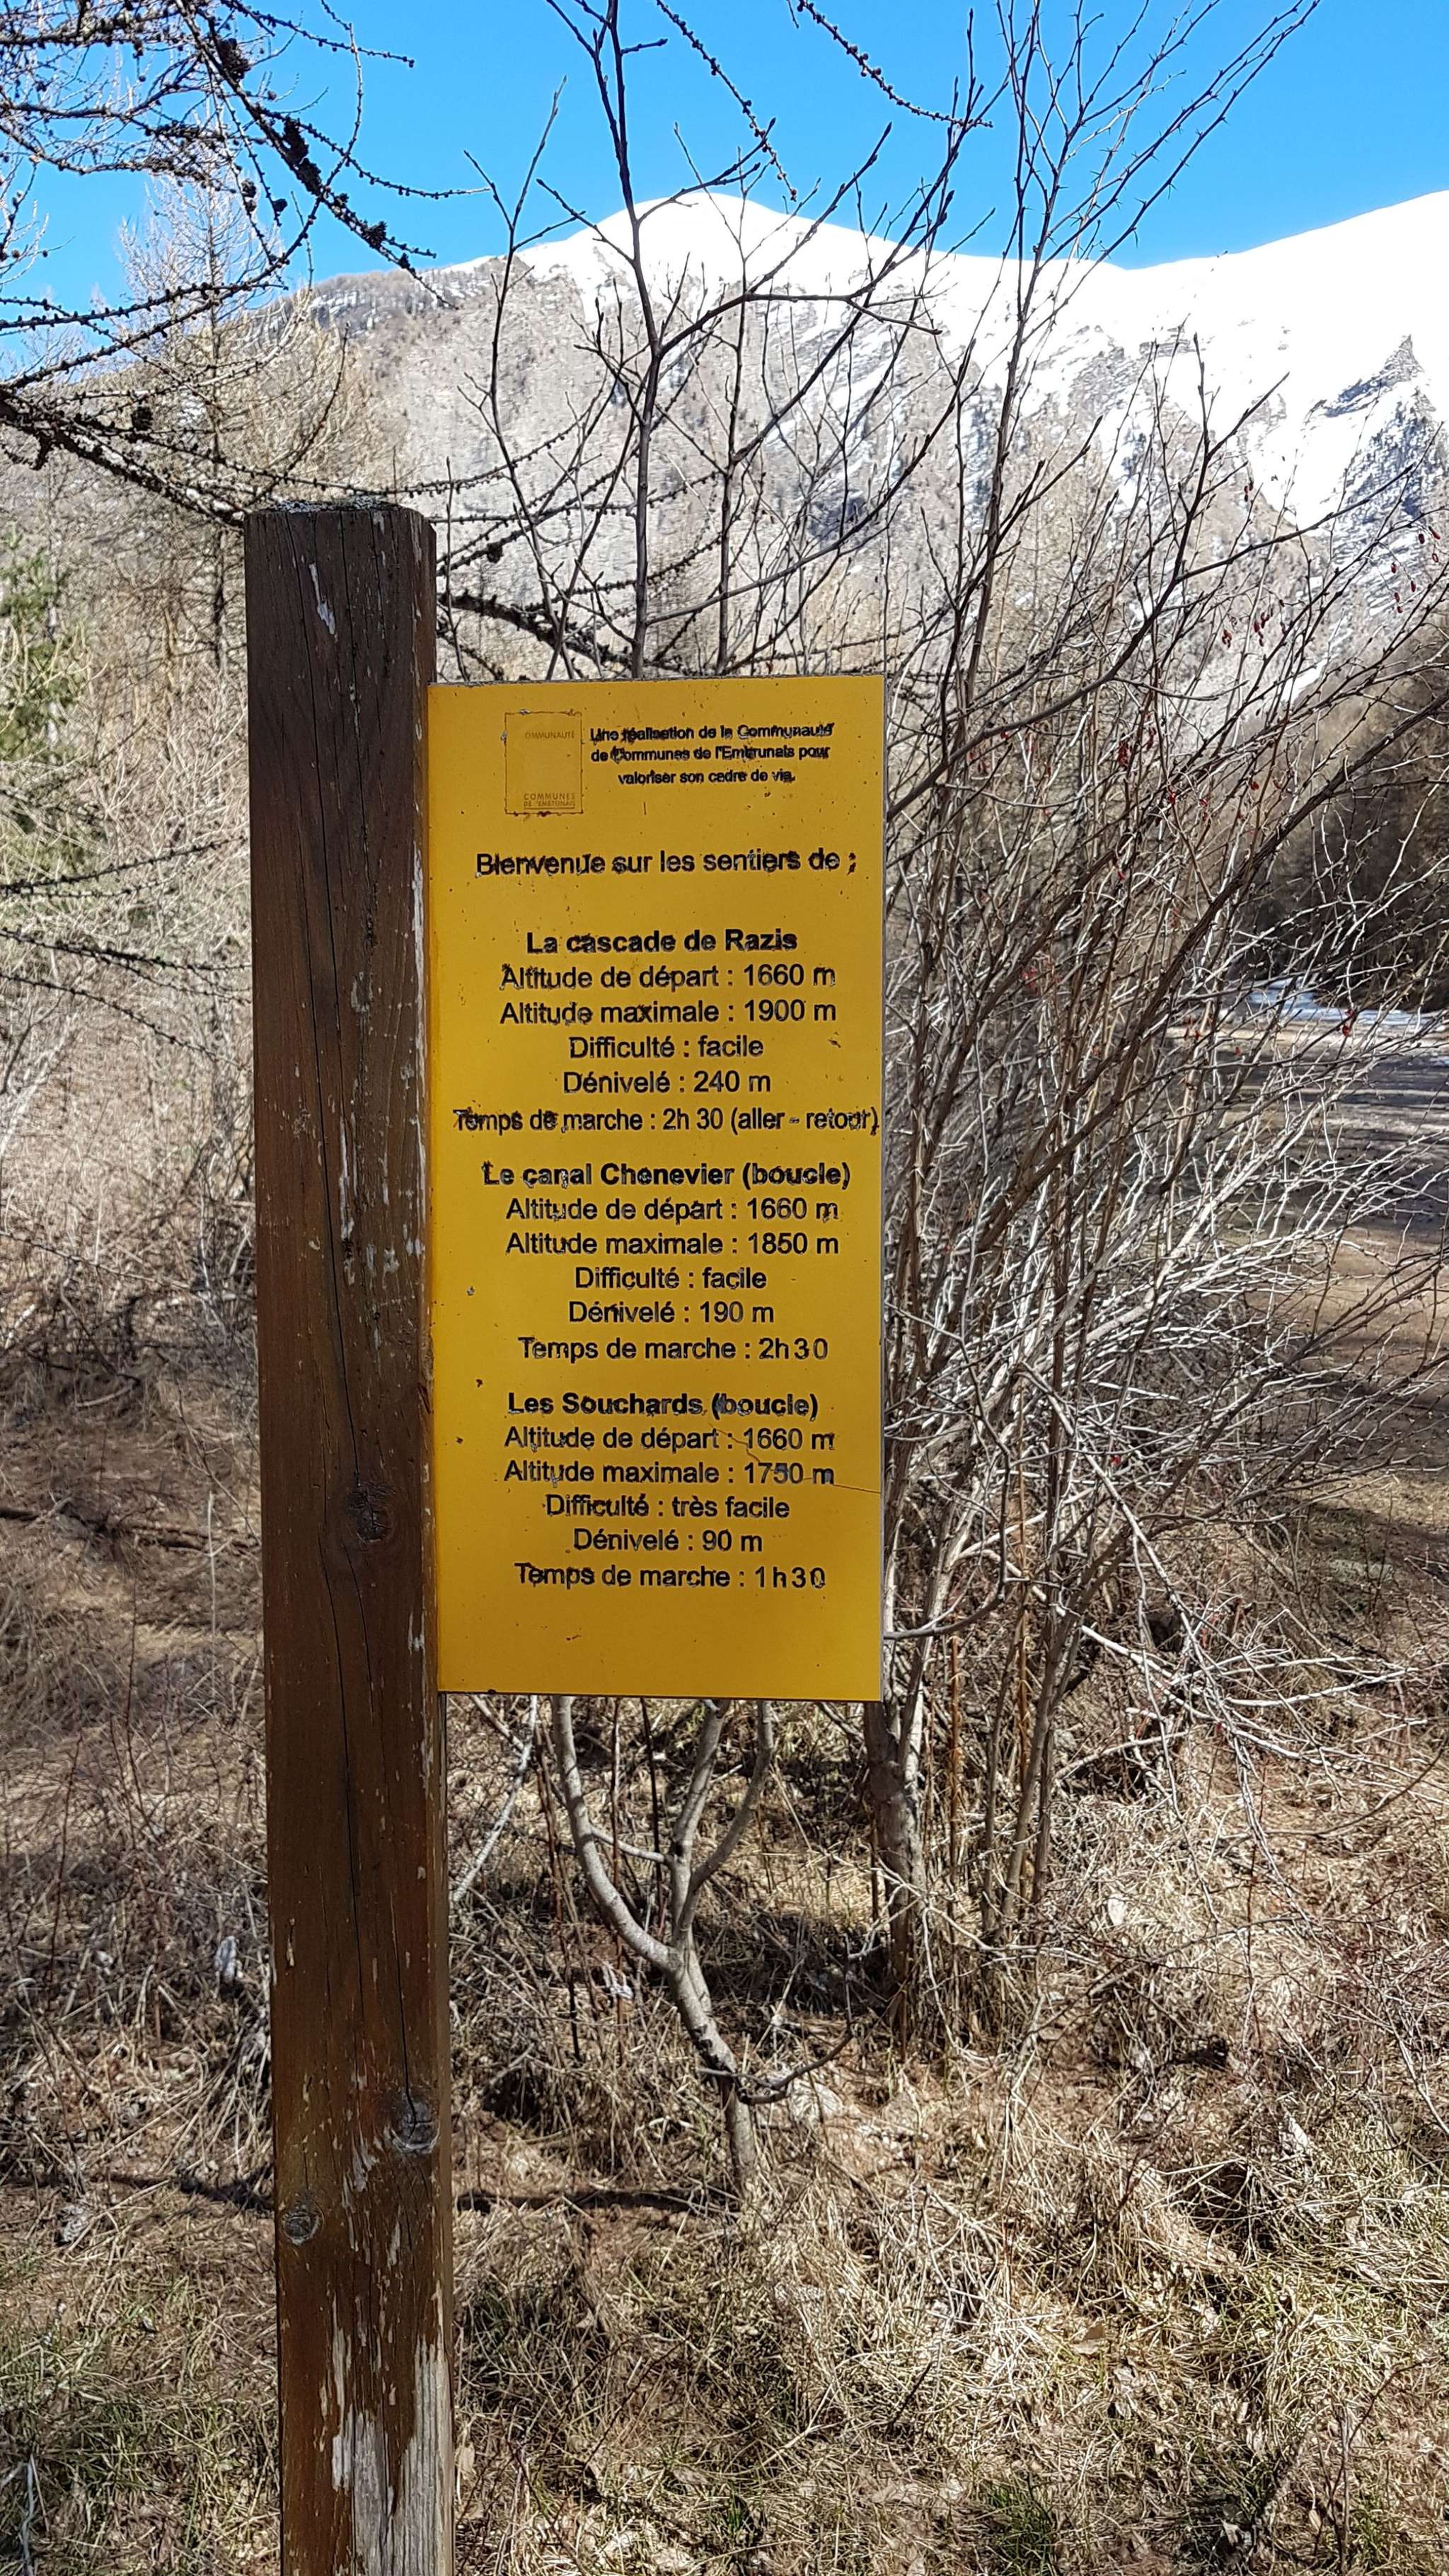 COMMUNAUTÉ
COMMUNES
DE L'EMBRUNAIS
Une réalisation de la Communauté
de Communes de l'Embrunais pour
valoriser son cadre de vie.
Bienvenue sur les sentiers de :
La cascade de Razis
Altitude de départ : 1660 m
Altitude maximale : 1900 m
Difficulté : facile
Dénivelé : 240 m
Temps de marche : 2h 30 (aller - retour)
Le canal Chenevier (boucle)
Altitude de départ : 1660 m
Altitude maximale : 1850 m
Difficulté : facile
Dénivelé : 190 m
Temps de marche : 2h30
Les Souchards (boucle)
Altitude de départ : 1660 m
Altitude maximale : 1750 m
Difficulté : très facile
Dénivelé : 90 m
Temps de marche : 1h30